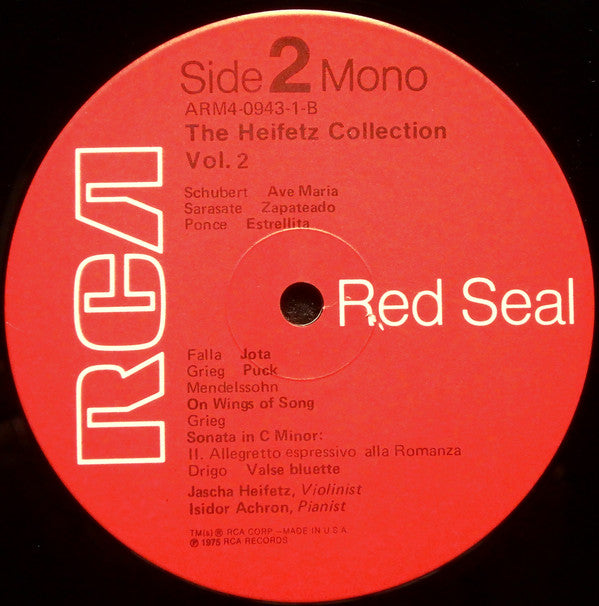 Side 2 Mono
ARM4-0943-1-B
The Heifetz Collection
Vol. 2
Schubert Ave Maria
Sarasate Zapateado
Ponce Estrellita
RCA
Red Seal
Falla Jota
Grieg Puck
Mendelssohn
On Wings of Song
Grieg
Sonata in C Minor:
II. Allegretto espressivo alla Romanza
Drigo Valse bluette
Jascha Heifetz, Violinist
Isidor Achron, Pianist
TM(s) ® RCA CORP —MADE IN U.S.A.
℗ 1975 RCA RECORDS